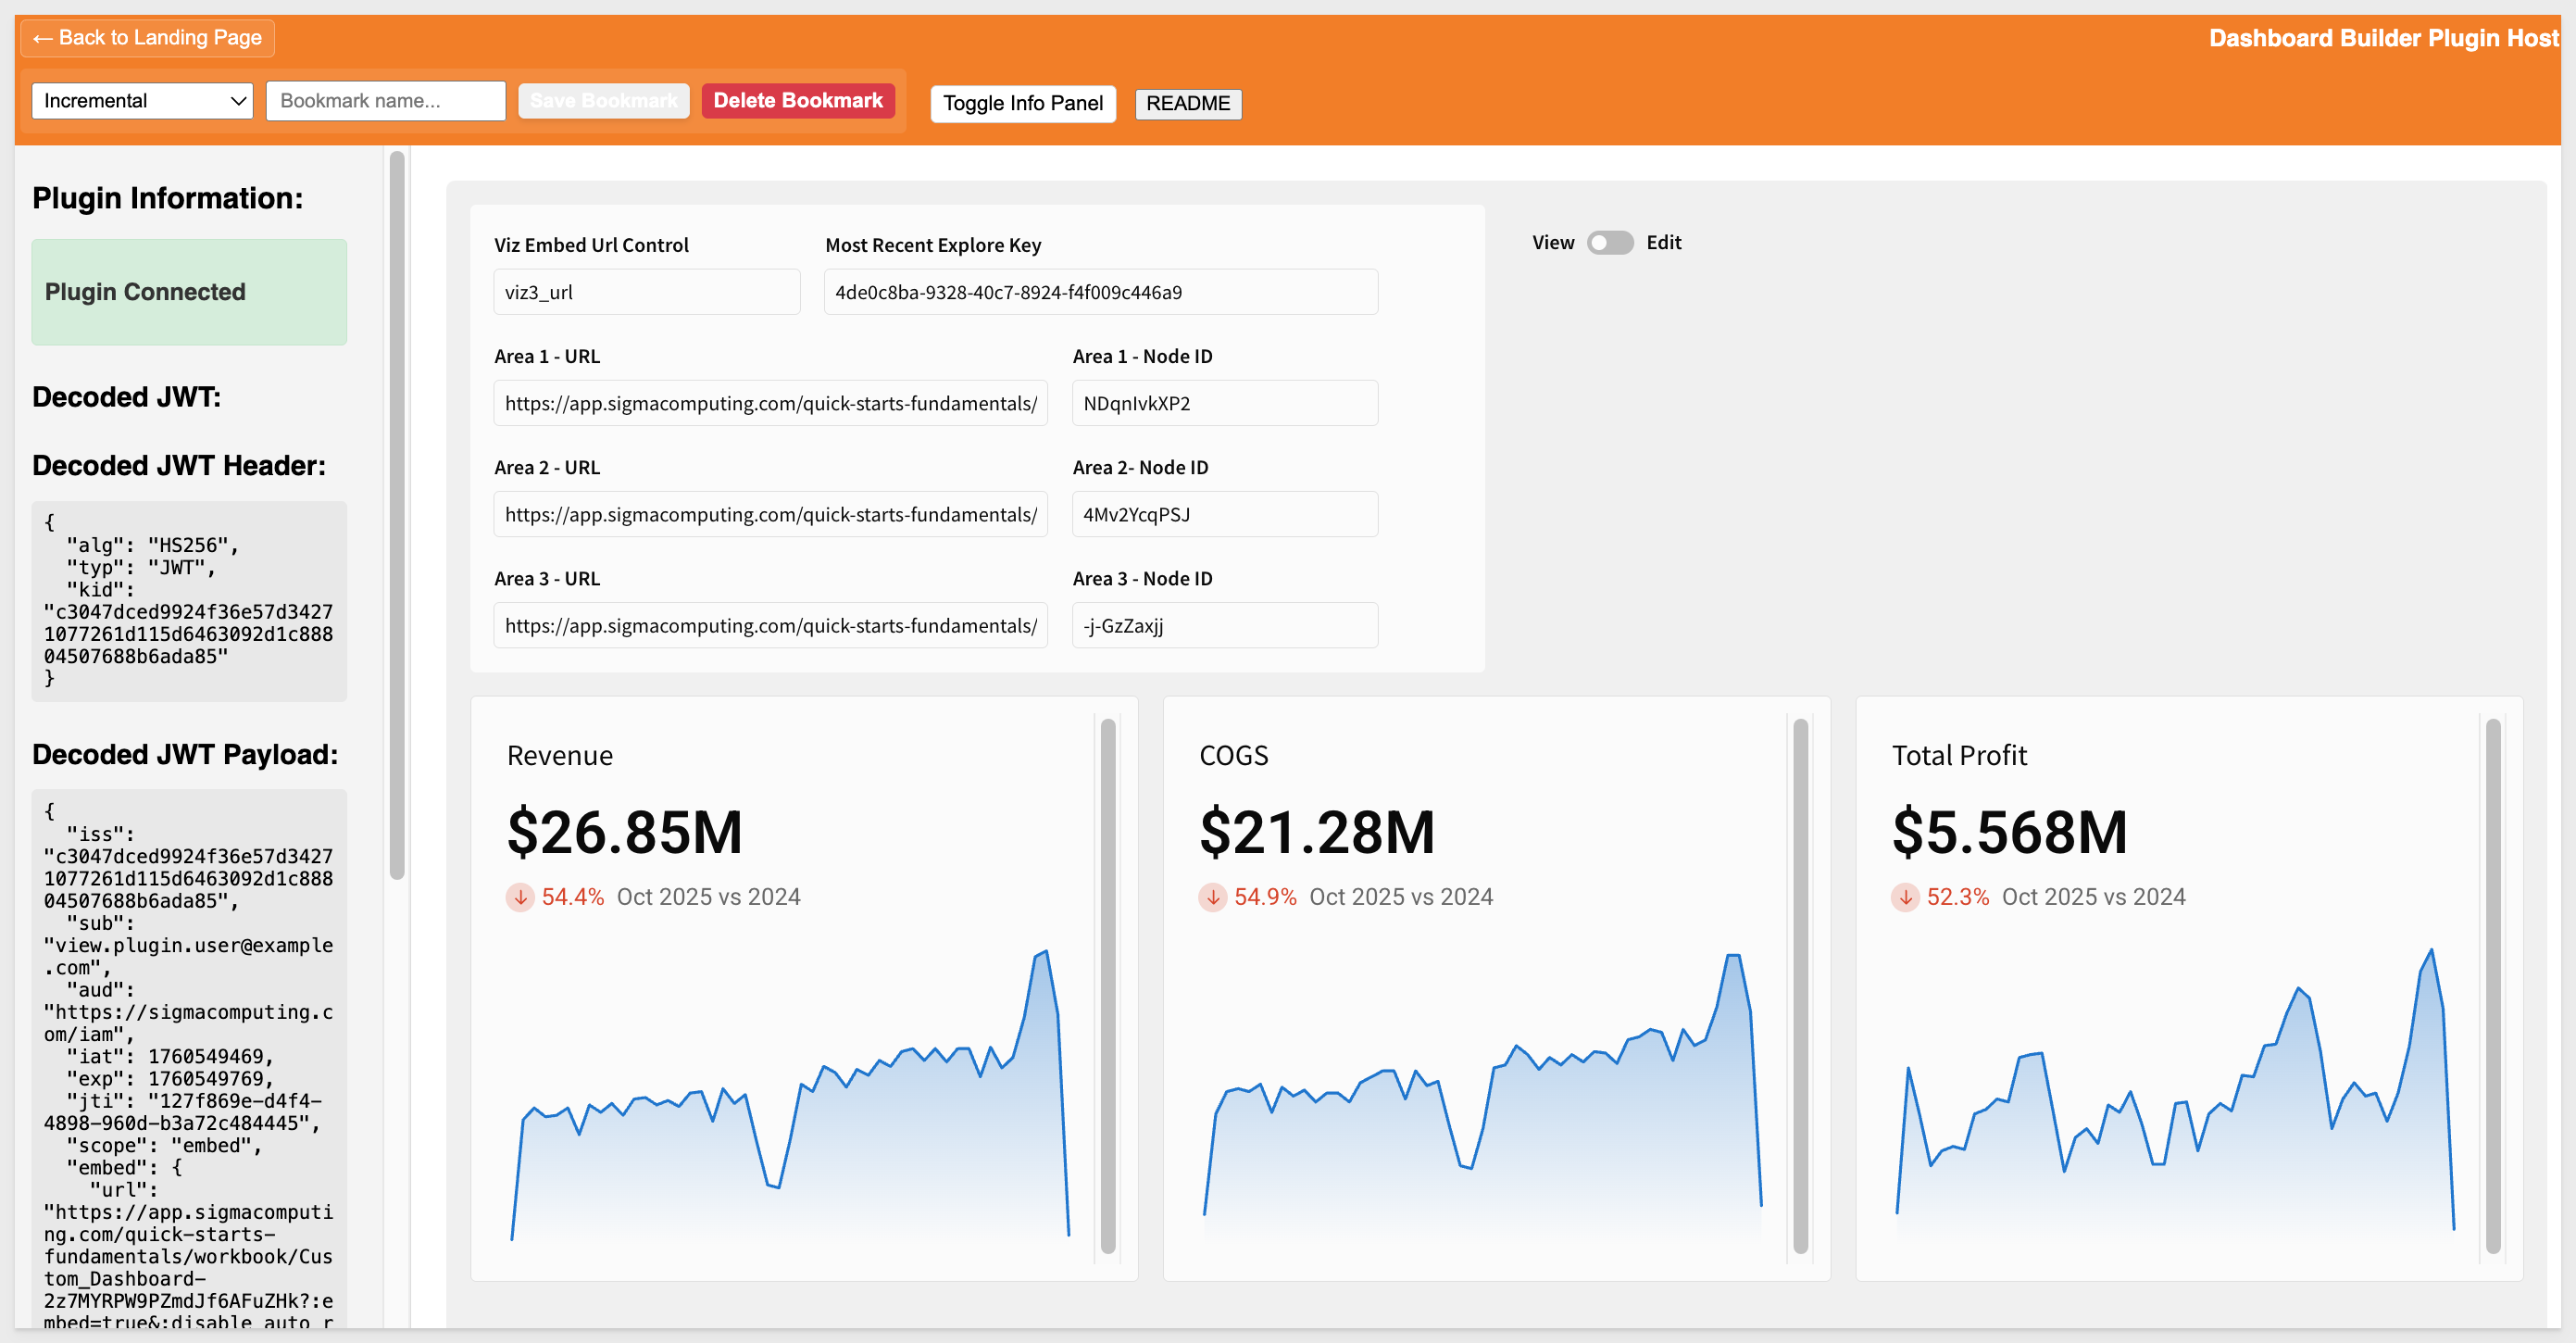 ← Back to Landing Page
Dashboard Builder Plugin Host
Incremental
Bookmark name...
Save Bookmark
Delete Bookmark
Toggle Info Panel
README
Plugin Information:
Plugin Connected
Decoded JWT:
Decoded JWT Header:
{
"alg": "HS256",
"typ": "JWT",
"kid":
"c3047dced9924f36e57d3427
1077261d115d6463092d1c888
04507688b6ada85"
}
Decoded JWT Payload:
{
"iss":
"c3047dced9924f36e57d3427
1077261d115d6463092d1c888
04507688b6ada85",
"sub":
"view.plugin.user@example
.com",
"aud":
"https://sigmacomputing.c
om/iam",
"iat": 1760549469,
"exp": 1760549769,
"jti": "127f869e-d4f4-
4898-960d-b3a72c484445",
"scope": "embed",
"embed": {
"url":
"https://app.sigmacomputi
ng.com/quick-starts-
fundamentals/workbook/Cus
tom_Dashboard-
2z7MYRPW9PZmdJf6AFuZHk?:e
mbed=true&:disable_auto_r
Viz Embed Url Control
viz3_url
Most Recent Explore Key
4de0c8ba-9328-40c7-8924-f4f009c446a9
View
Edit
Area 1 - URL
https://app.sigmacomputing.com/quick-starts-fundamentals/
Area 1 - Node ID
NDqnIvkXP2
Area 2 - URL
https://app.sigmacomputing.com/quick-starts-fundamentals/
Area 2- Node ID
4Mv2YcqPSJ
Area 3 - URL
https://app.sigmacomputing.com/quick-starts-fundamentals/
Area 3 - Node ID
-j-GzZaxjj
Revenue
$26.85M
↓ 54.4% Oct 2025 vs 2024
COGS
$21.28M
↓ 54.9% Oct 2025 vs 2024
Total Profit
$5.568M
↓ 52.3% Oct 2025 vs 2024